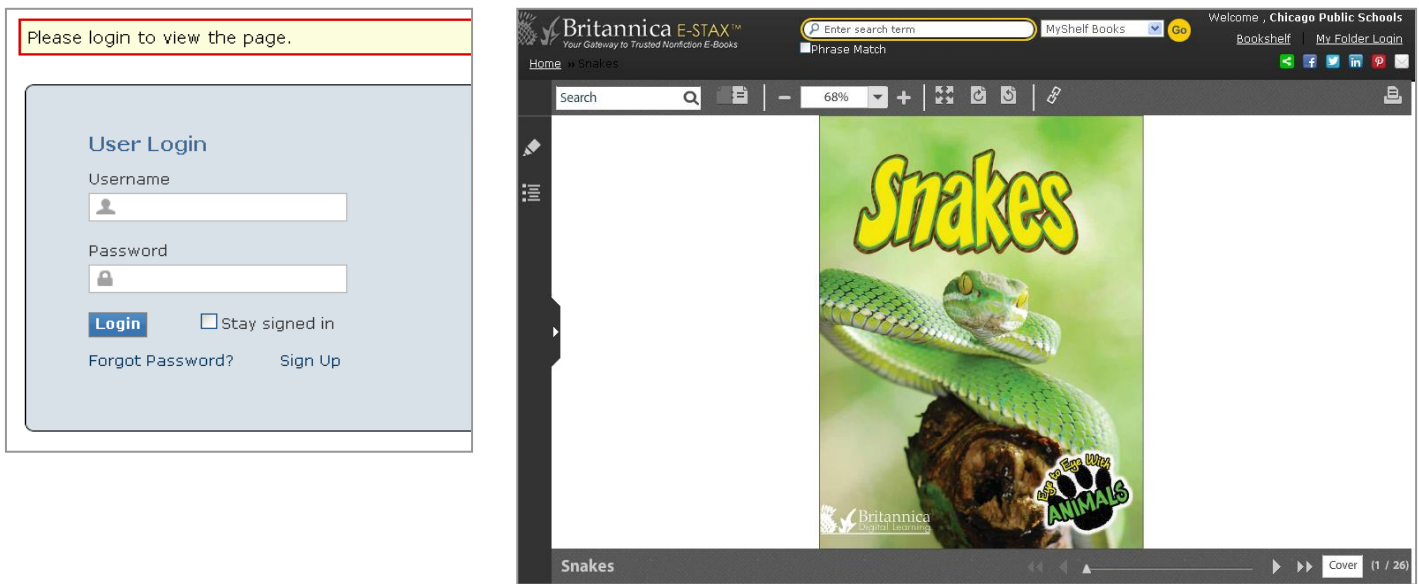 Please login to view the page.
User Login
Username
Password
Login
Stay signed in
Forgot Password? Sign Up
Britannica E-STAX™
Your Gateway to Trusted Nonfiction E-Books
Enter search term
MyShelf Books
Go
Phrase Match
Welcome , Chicago Public Schools
Bookshelf My Folder Login
Home » Snakes
Search
68%
Snakes
Eye to Eye With
ANIMALS
Britannica
Digital Learning
Snakes
Cover (1 / 26)